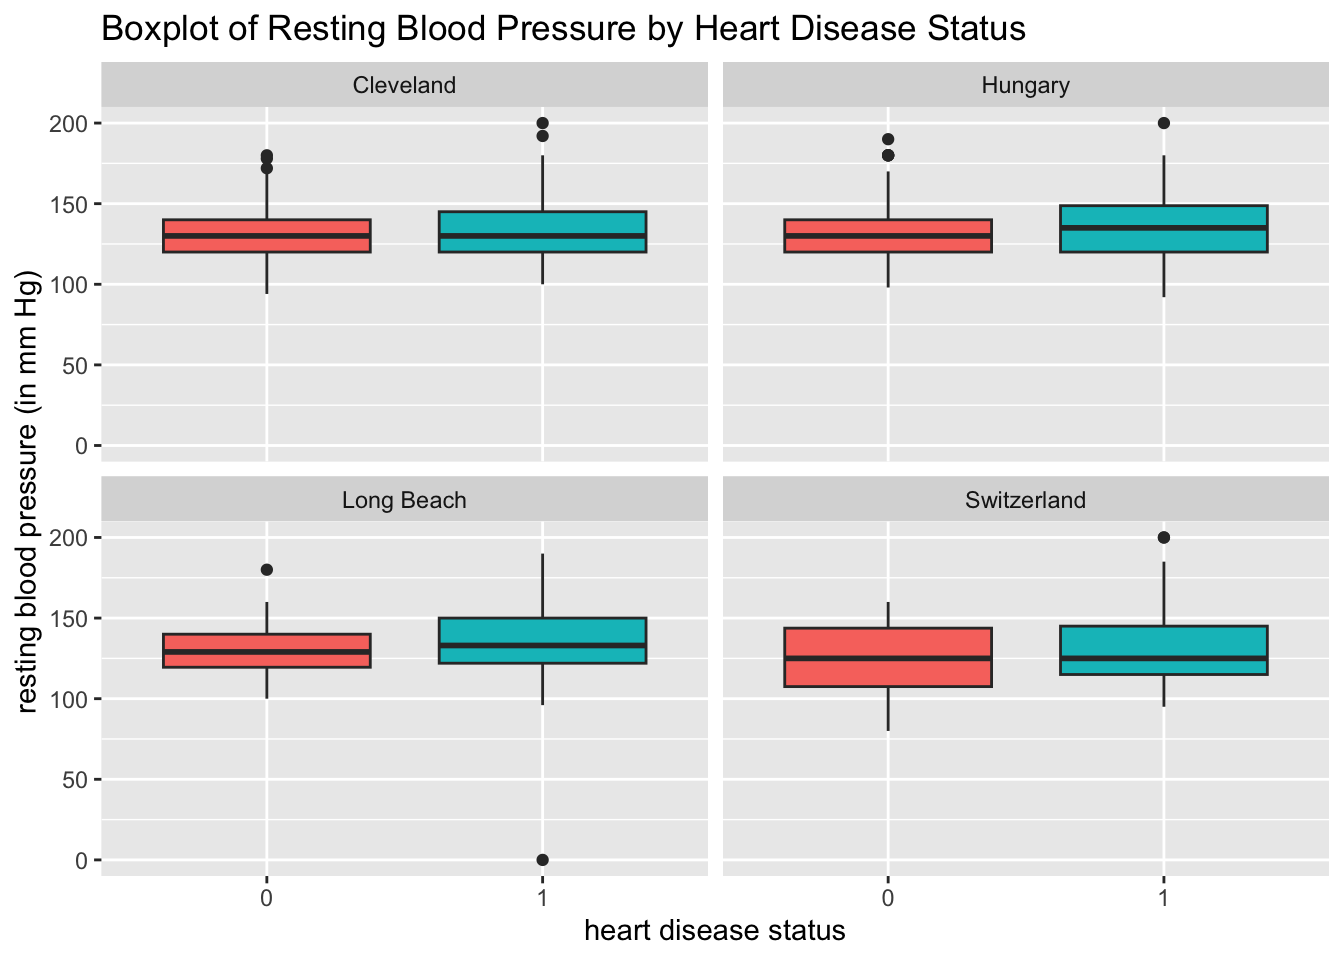 Boxplot of Resting Blood Pressure by Heart Disease Status
Cleveland
Hungary
200
150
100
50
0
Long Beach
Switzerland
200
150
100
50
0
0
1
0
1
heart disease status
resting blood pressure (in mm Hg)